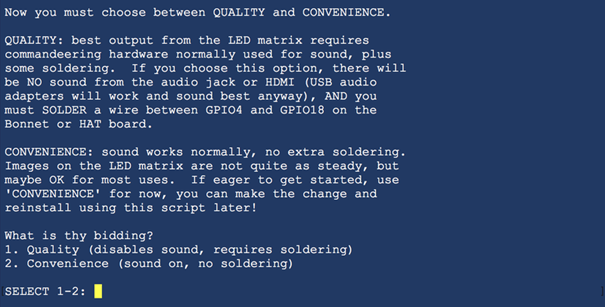 Now you must choose between QUALITY and CONVENIENCE.
QUALITY: best output from the LED matrix requires
commandeering hardware normally used for sound, plus
some soldering.  If you choose this option, there will
be NO sound from the audio jack or HDMI (USB audio
adapters will work and sound best anyway), AND you
must SOLDER a wire between GPIO4 and GPIO18 on the
Bonnet or HAT board.
CONVENIENCE: sound works normally, no extra soldering.
Images on the LED matrix are not quite as steady, but
maybe OK for most uses.  If eager to get started, use
'CONVENIENCE' for now, you can make the change and
reinstall using this script later!
What is thy bidding?
1. Quality (disables sound, requires soldering)
2. Convenience (sound on, no soldering)
SELECT 1-2: